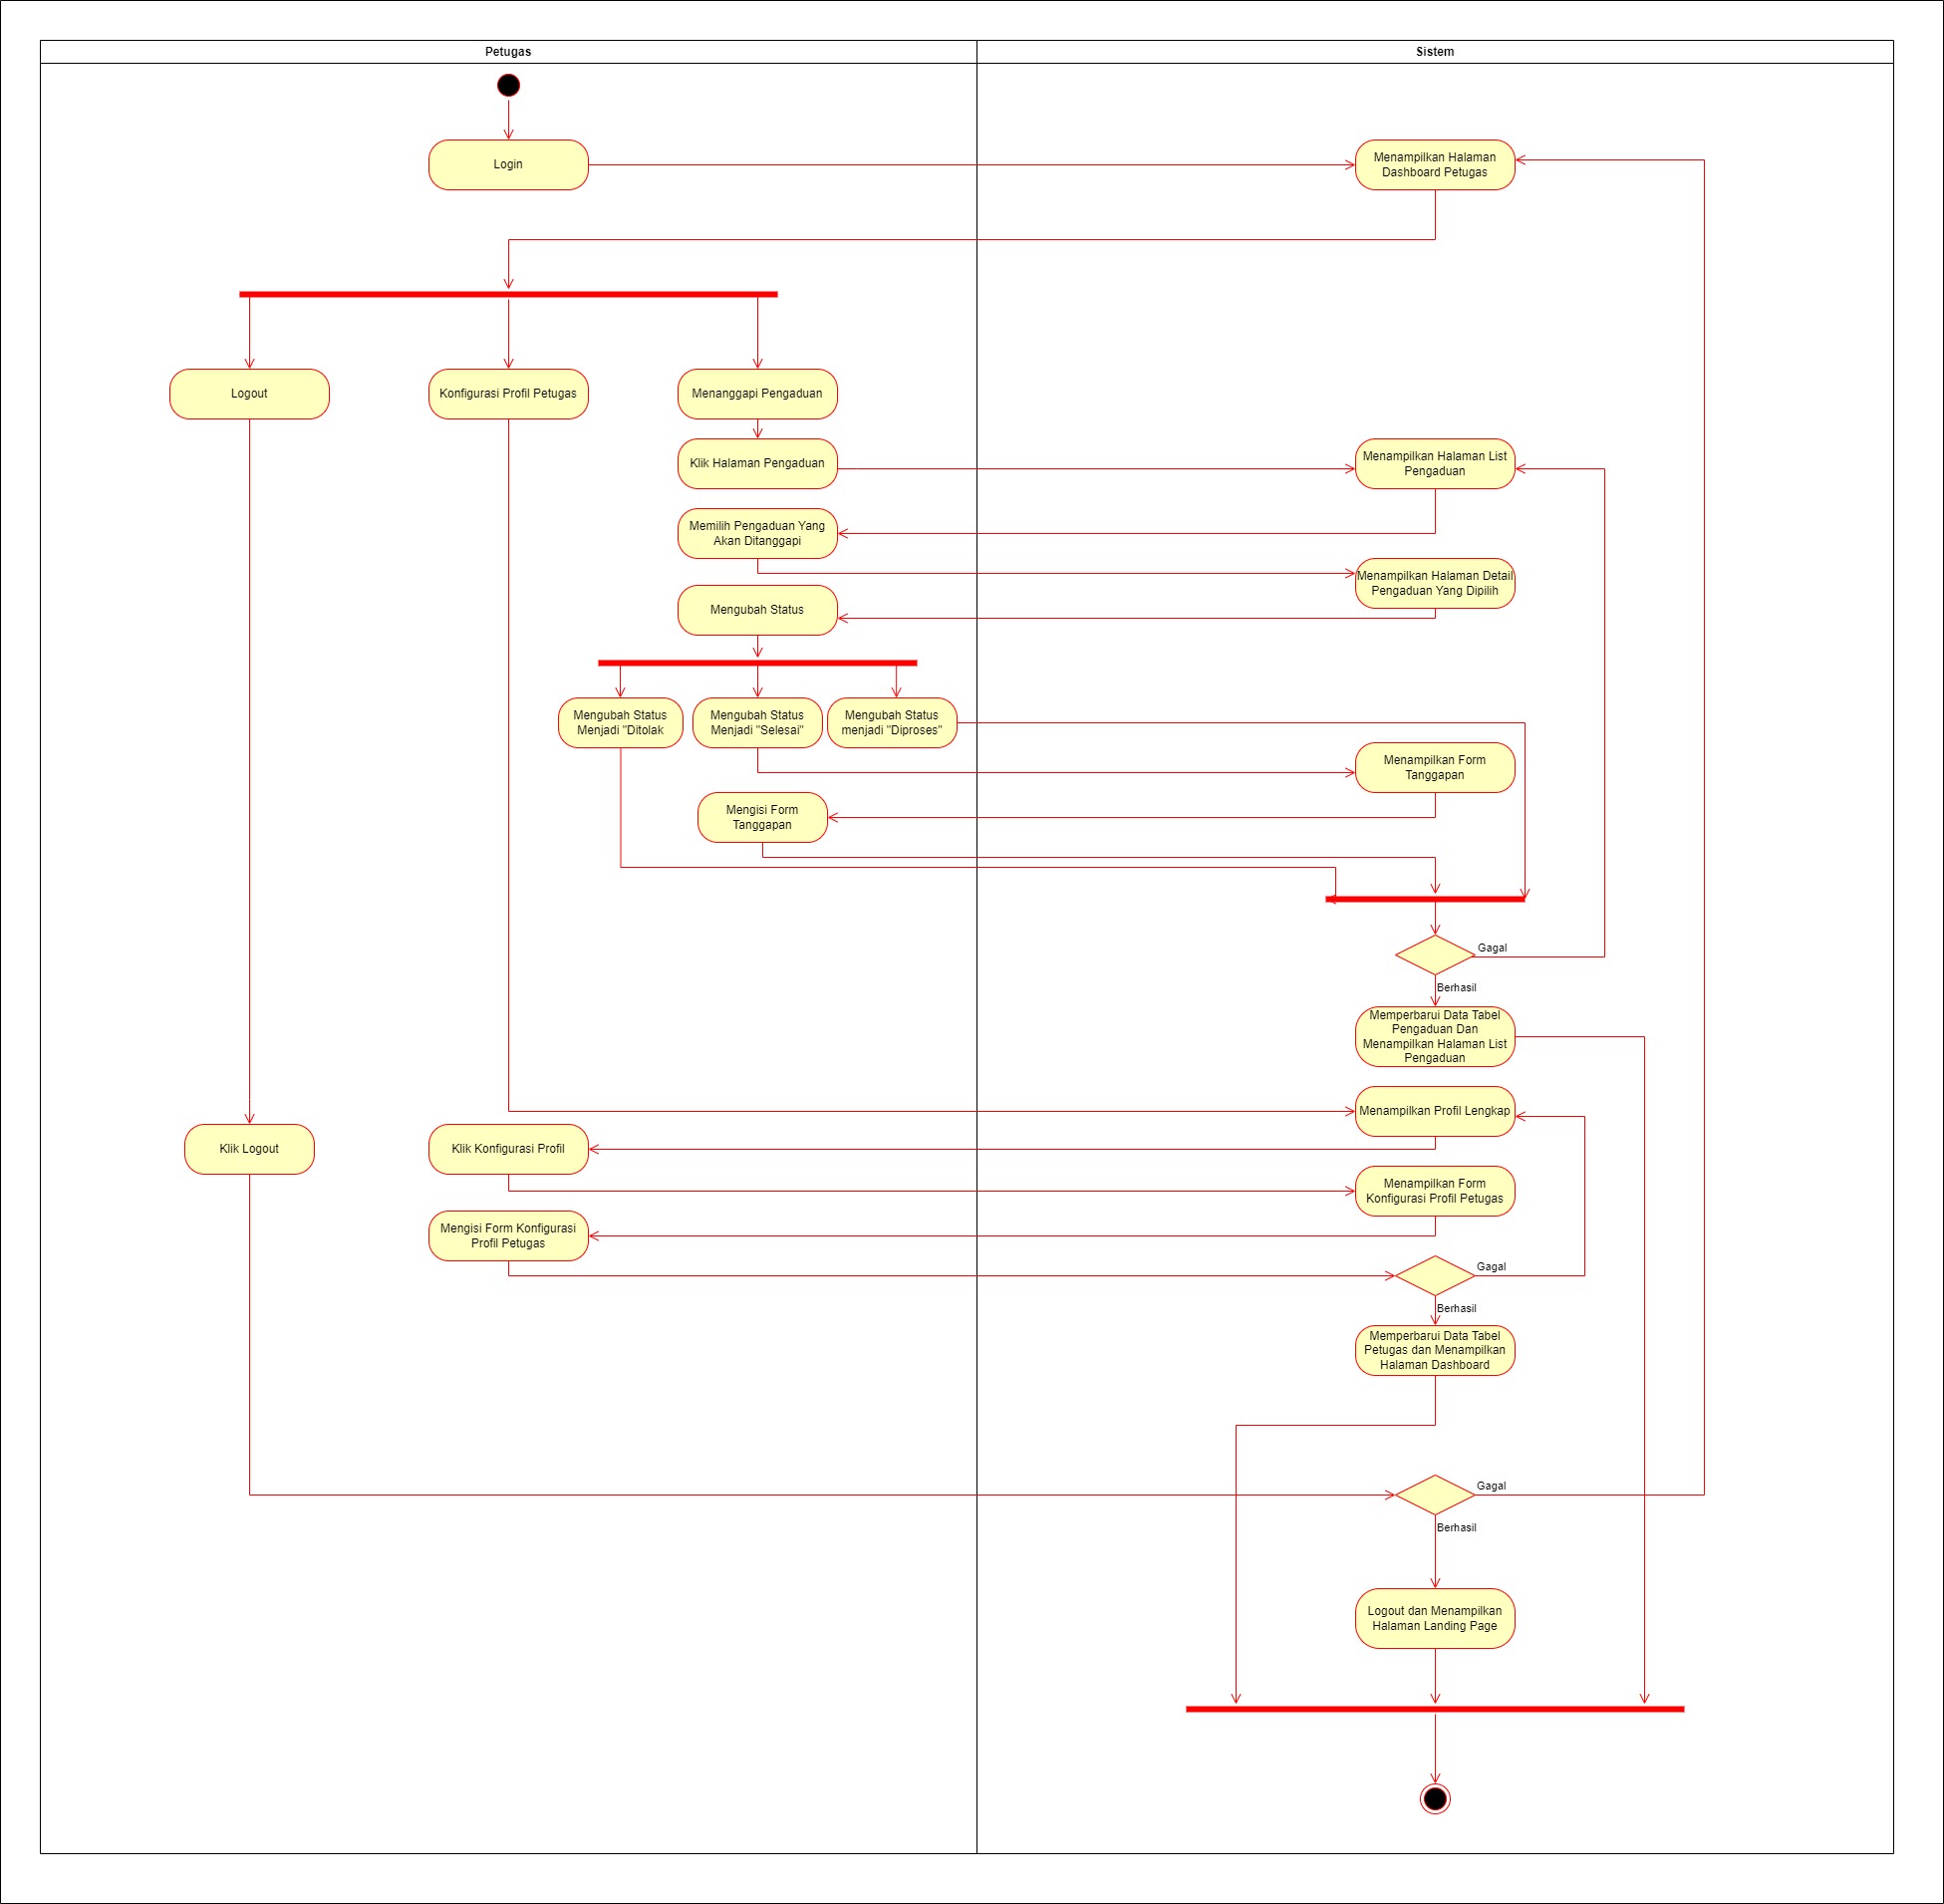 Petugas
Sistem
Login
Menampilkan Halaman
Dashboard Petugas
Logout
Konfigurasi Profil Petugas
Menanggapi Pengaduan
Klik Halaman Pengaduan
Menampilkan Halaman List
Pengaduan
Memilih Pengaduan Yang
Akan Ditanggapi
Menampilkan Halaman Detail
Pengaduan Yang Dipilih
Mengubah Status
Mengubah Status
Menjadi "Ditolak
Mengubah Status
Menjadi "Selesai"
Mengubah Status
menjadi "Diproses"
Menampilkan Form
Tanggapan
Mengisi Form
Tanggapan
Gagal
Berhasil
Memperbarui Data Tabel
Pengaduan Dan
Menampilkan Halaman List
Pengaduan
Menampilkan Profil Lengkap
Klik Logout
Klik Konfigurasi Profil
Menampilkan Form
Konfigurasi Profil Petugas
Mengisi Form Konfigurasi
Profil Petugas
Gagal
Berhasil
Memperbarui Data Tabel
Petugas dan Menampilkan
Halaman Dashboard
Gagal
Berhasil
Logout dan Menampilkan
Halaman Landing Page